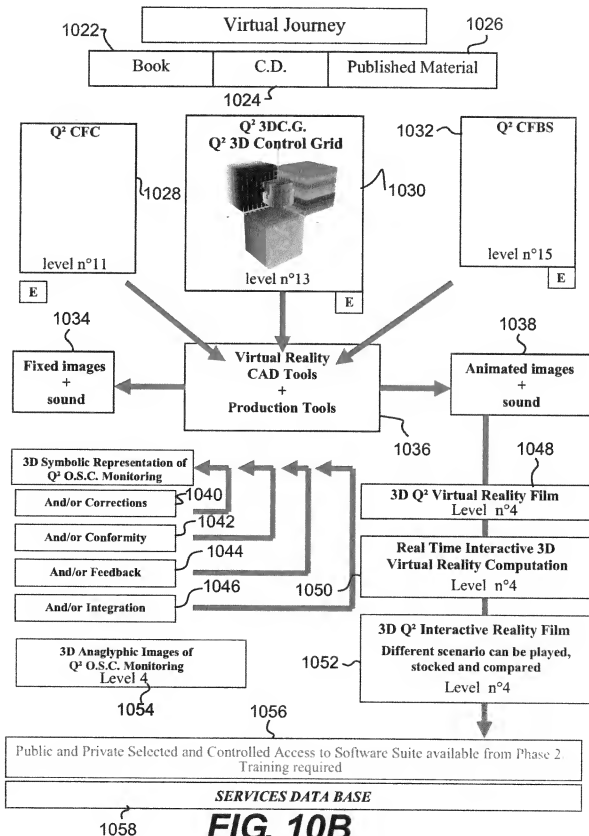 Virtual Journey
1022
1026
Book
C.D.
Published Material
1024
Q² CFC
Q² 3DC.G.
Q² 3D Control Grid
1032
Q² CFBS
1028
1030
level n°11
level n°13
level n°15
E
E
E
1034
1038
Fixed images
+
sound
Virtual Reality
CAD Tools
+
Production Tools
Animated images
+
sound
1036
3D Symbolic Representation of
Q² O.S.C. Monitoring
1048
1040
And/or Corrections
3D Q² Virtual Reality Film
Level n°4
1042
And/or Conformity
1044
And/or Feedback
Real Time Interactive 3D
Virtual Reality Computation
Level n°4
1046
1050
And/or Integration
3D Q² Interactive Reality Film
Different scenario can be played,
stocked and compared
Level n°4
1052
3D Anaglyphic Images of
Q² O.S.C. Monitoring
Level 4
1054
1056
Public and Private Selected and Controlled Access to Software Suite available from Phase 2.
Training required
SERVICES DATA BASE
1058
FIG. 10B